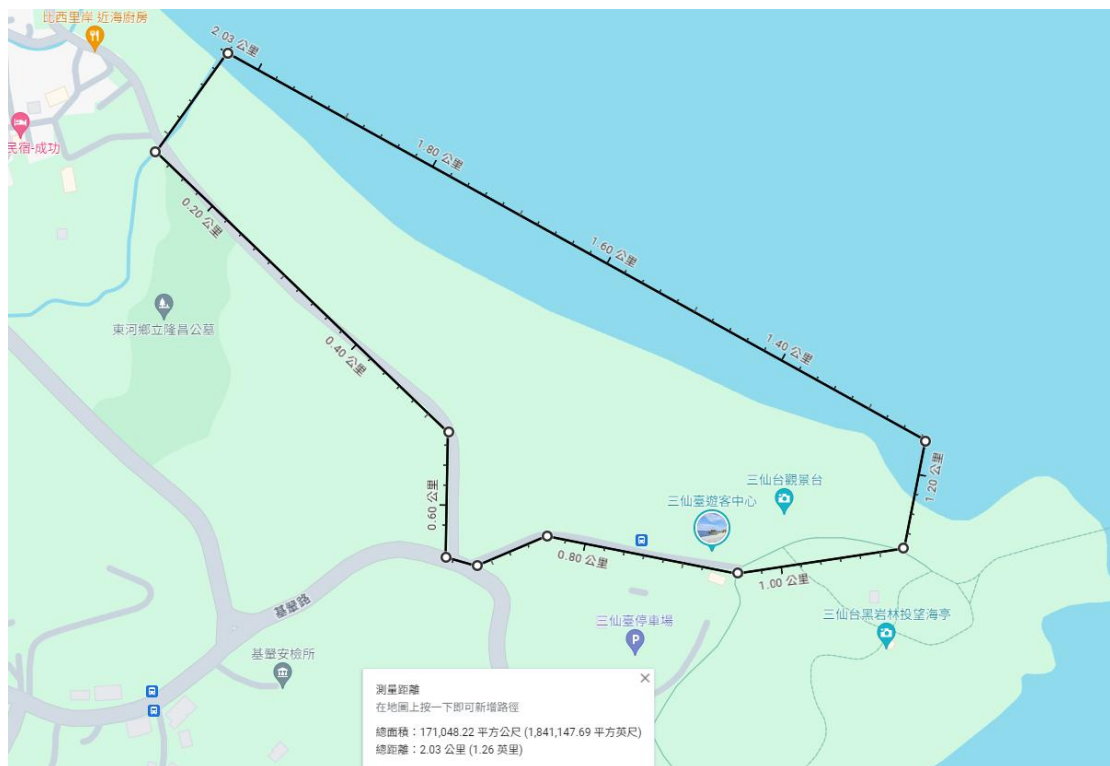 比西里岸 近海廚房
2.03 公里
民宿-成功
1.80 公里
0.20 公里
1.60 公里
東河鄉立隆昌公墓
0.40 公里
1.40 公里
1.20 公里
三仙台觀景台
0.60 公里
三仙臺遊客中心
0.80 公里
1.00 公里
基翬路
三仙臺停車場
P
三仙台黑岩林投望海亭
基翬安檢所
測量距離
在地圖上按一下即可新增路徑
總面積：171,048.22 平方公尺 (1,841,147.69 平方英尺)
總距離：2.03 公里 (1.26 英里)